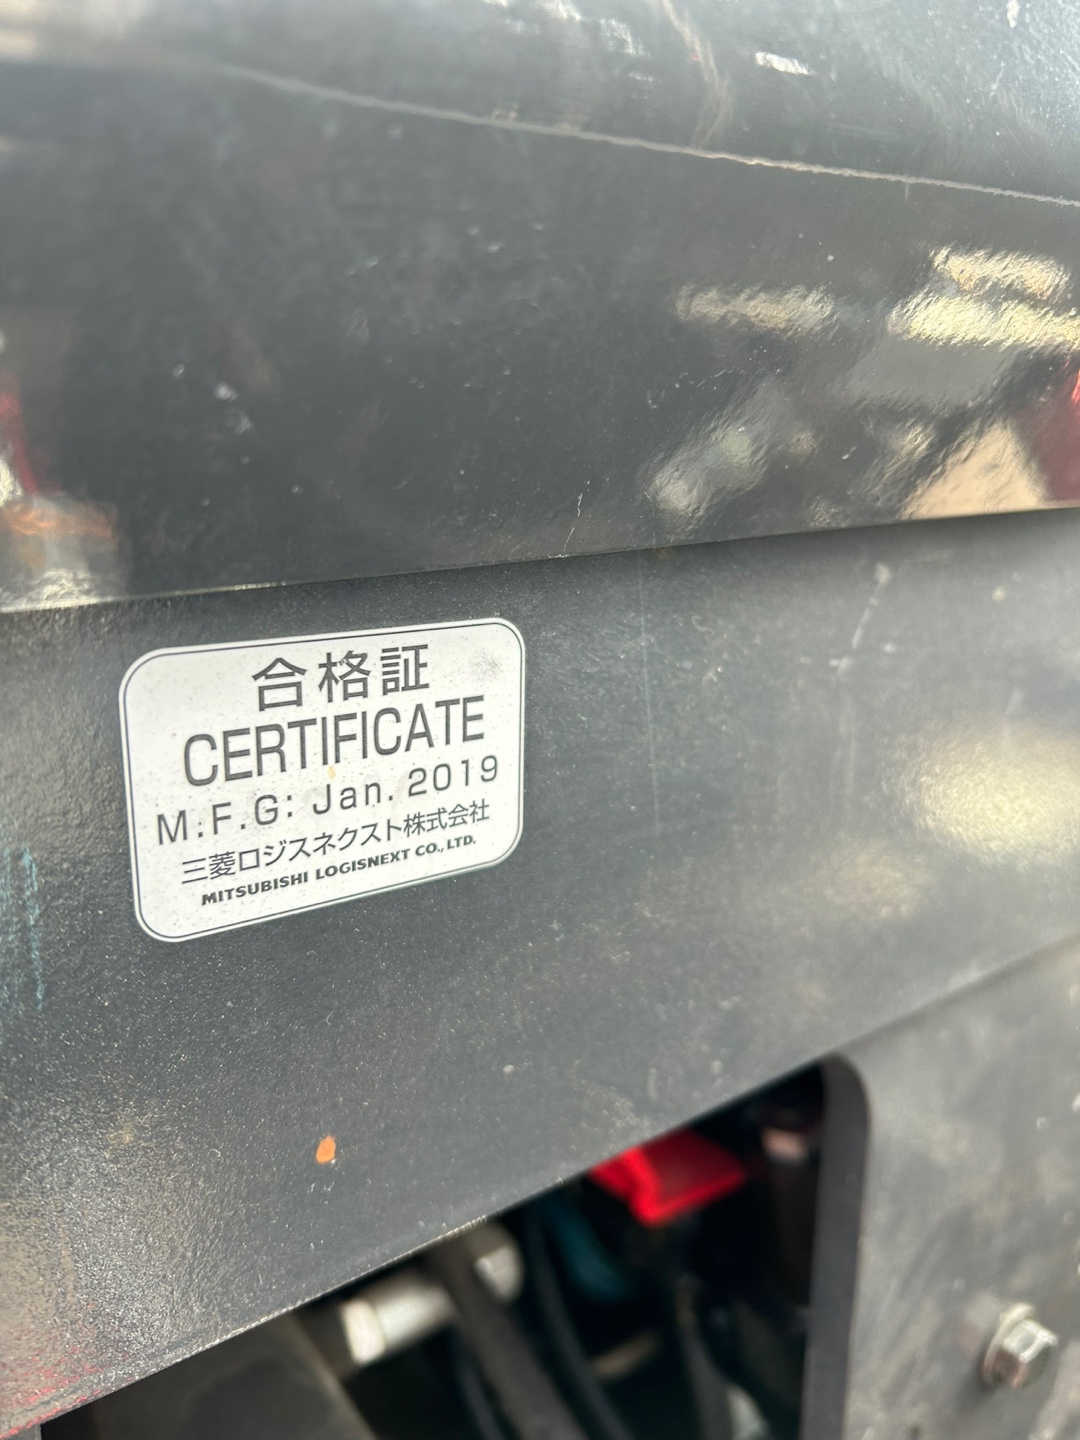 合格証
CERTIFICATE
M.F.G: Jan. 2019
三菱ロジスネクスト株式会社
MITSUBISHI LOGISNEXT CO., LTD.